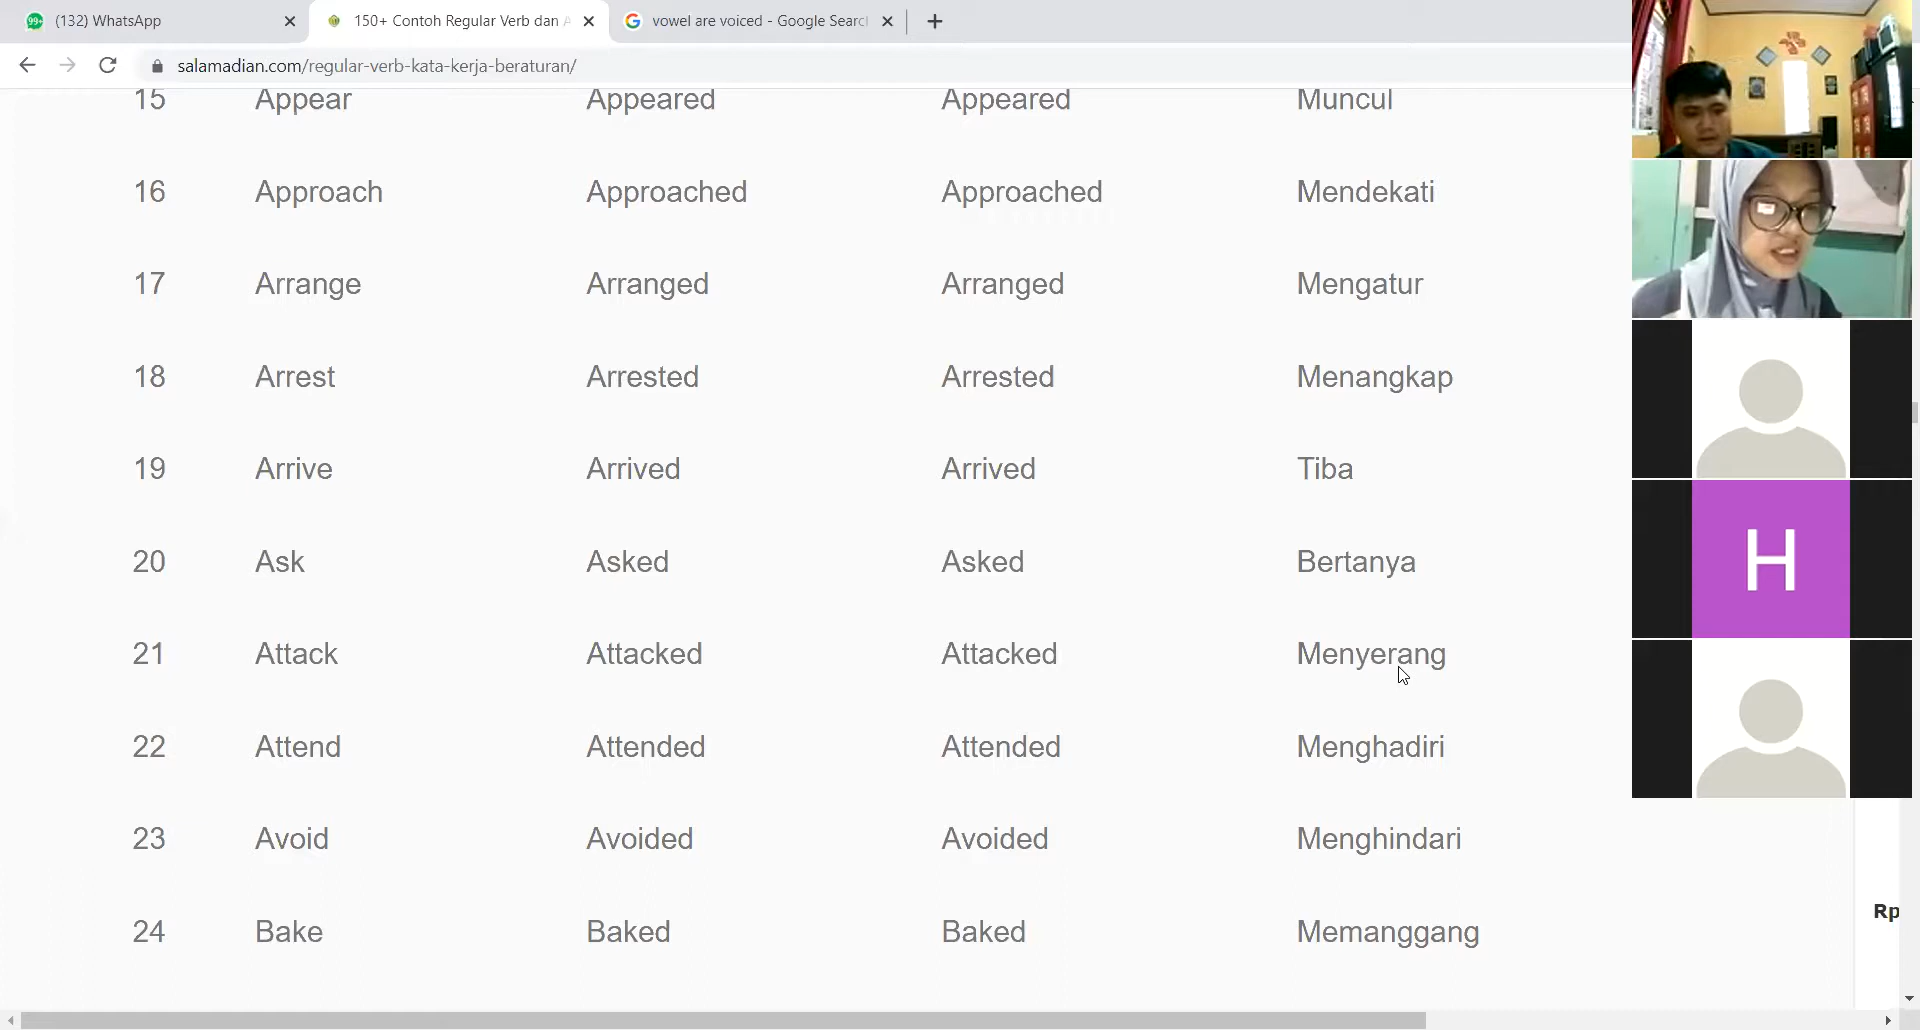 99+ (132) WhatsApp
150+ Contoh Regular Verb dan
vowel are voiced - Google Searc
salamadian.com/regular-verb-kata-kerja-beraturan/
15 Appear Appeared Appeared Muncul
16 Approach Approached Approached Mendekati
17 Arrange Arranged Arranged Mengatur
18 Arrest Arrested Arrested Menangkap
19 Arrive Arrived Arrived Tiba
20 Ask Asked Asked Bertanya
H
21 Attack Attacked Attacked Menyerang
22 Attend Attended Attended Menghadiri
23 Avoid Avoided Avoided Menghindari
Rp
24 Bake Baked Baked Memanggang